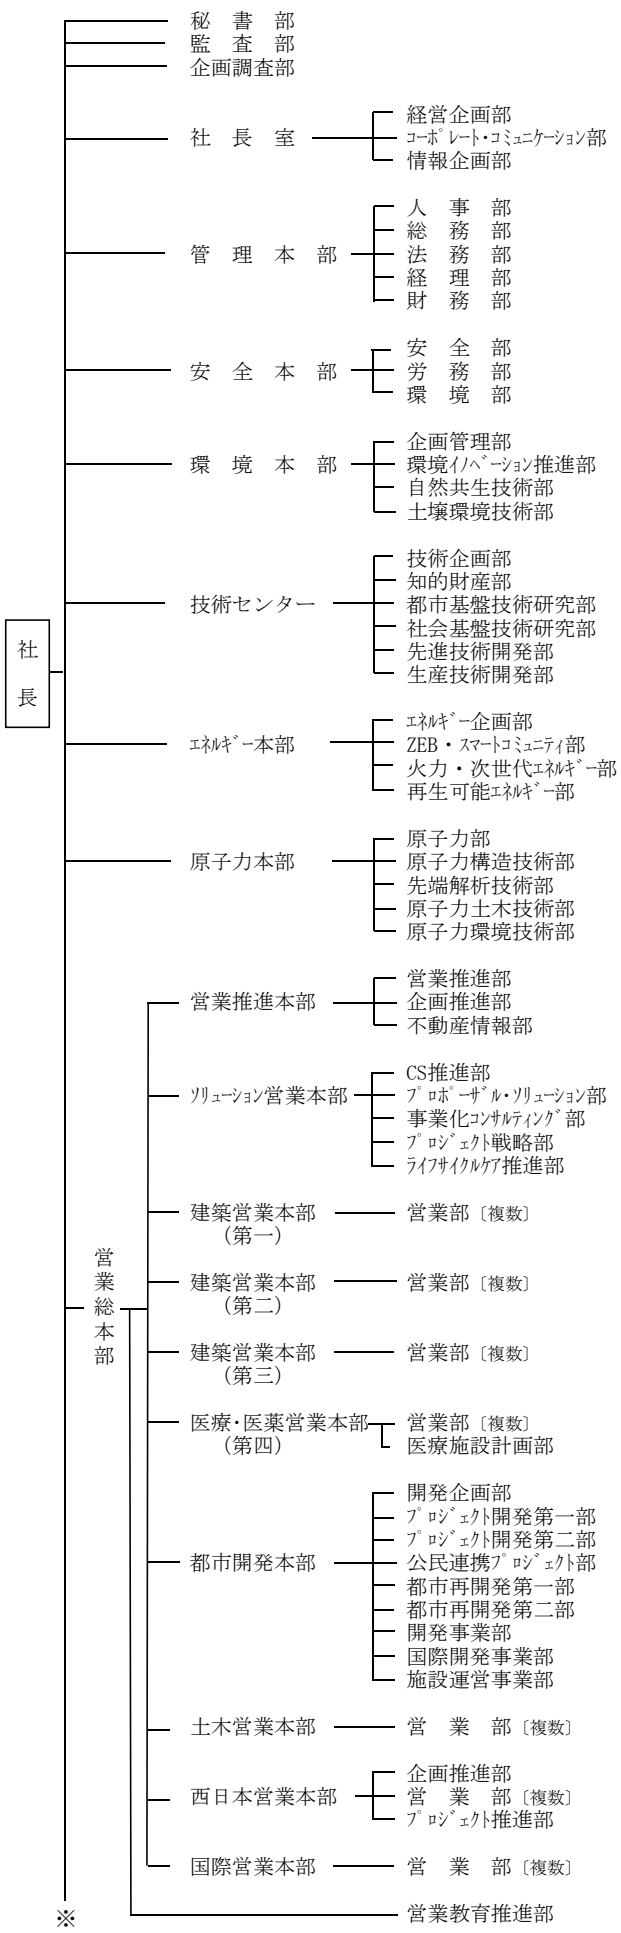 秘書部
監査部
企画調査部
社長室
経営企画部
コーポレート・コミュニケーション部
情報企画部
管理本部
人事部
総務部
法務部
経理部
財務部
安全本部
安全部
労務部
環境部
環境本部
企画管理部
環境イノベーション推進部
自然共生技術部
土壌環境技術部
技術センター
技術企画部
知的財産部
都市基盤技術研究部
社会基盤技術研究部
先進技術開発部
生産技術開発部
社長
エネルギー本部
エネルギー企画部
ZEB・スマートコミュニティ部
火力・次世代エネルギー部
再生可能エネルギー部
原子力本部
原子力部
原子力構造技術部
先端解析技術部
原子力土木技術部
原子力環境技術部
営業総本部
営業推進本部
営業推進部
企画推進部
不動産情報部
ソリューション営業本部
CS推進部
プロポーザル・ソリューション部
事業化コンサルティング部
プロジェクト戦略部
ライフサイクルケア推進部
建築営業本部
(第一)
営業部〔複数〕
建築営業本部
(第二)
営業部〔複数〕
建築営業本部
(第三)
営業部〔複数〕
医療・医薬営業本部
(第四)
営業部〔複数〕
医療施設計画部
都市開発本部
開発企画部
プロジェクト開発第一部
プロジェクト開発第二部
公民連携プロジェクト部
都市再開発第一部
都市再開発第二部
開発事業部
国際開発事業部
施設運営事業部
土木営業本部
営業部〔複数〕
西日本営業本部
企画推進部
営業部〔複数〕
プロジェクト推進部
国際営業本部
営業部〔複数〕
営業教育推進部
※